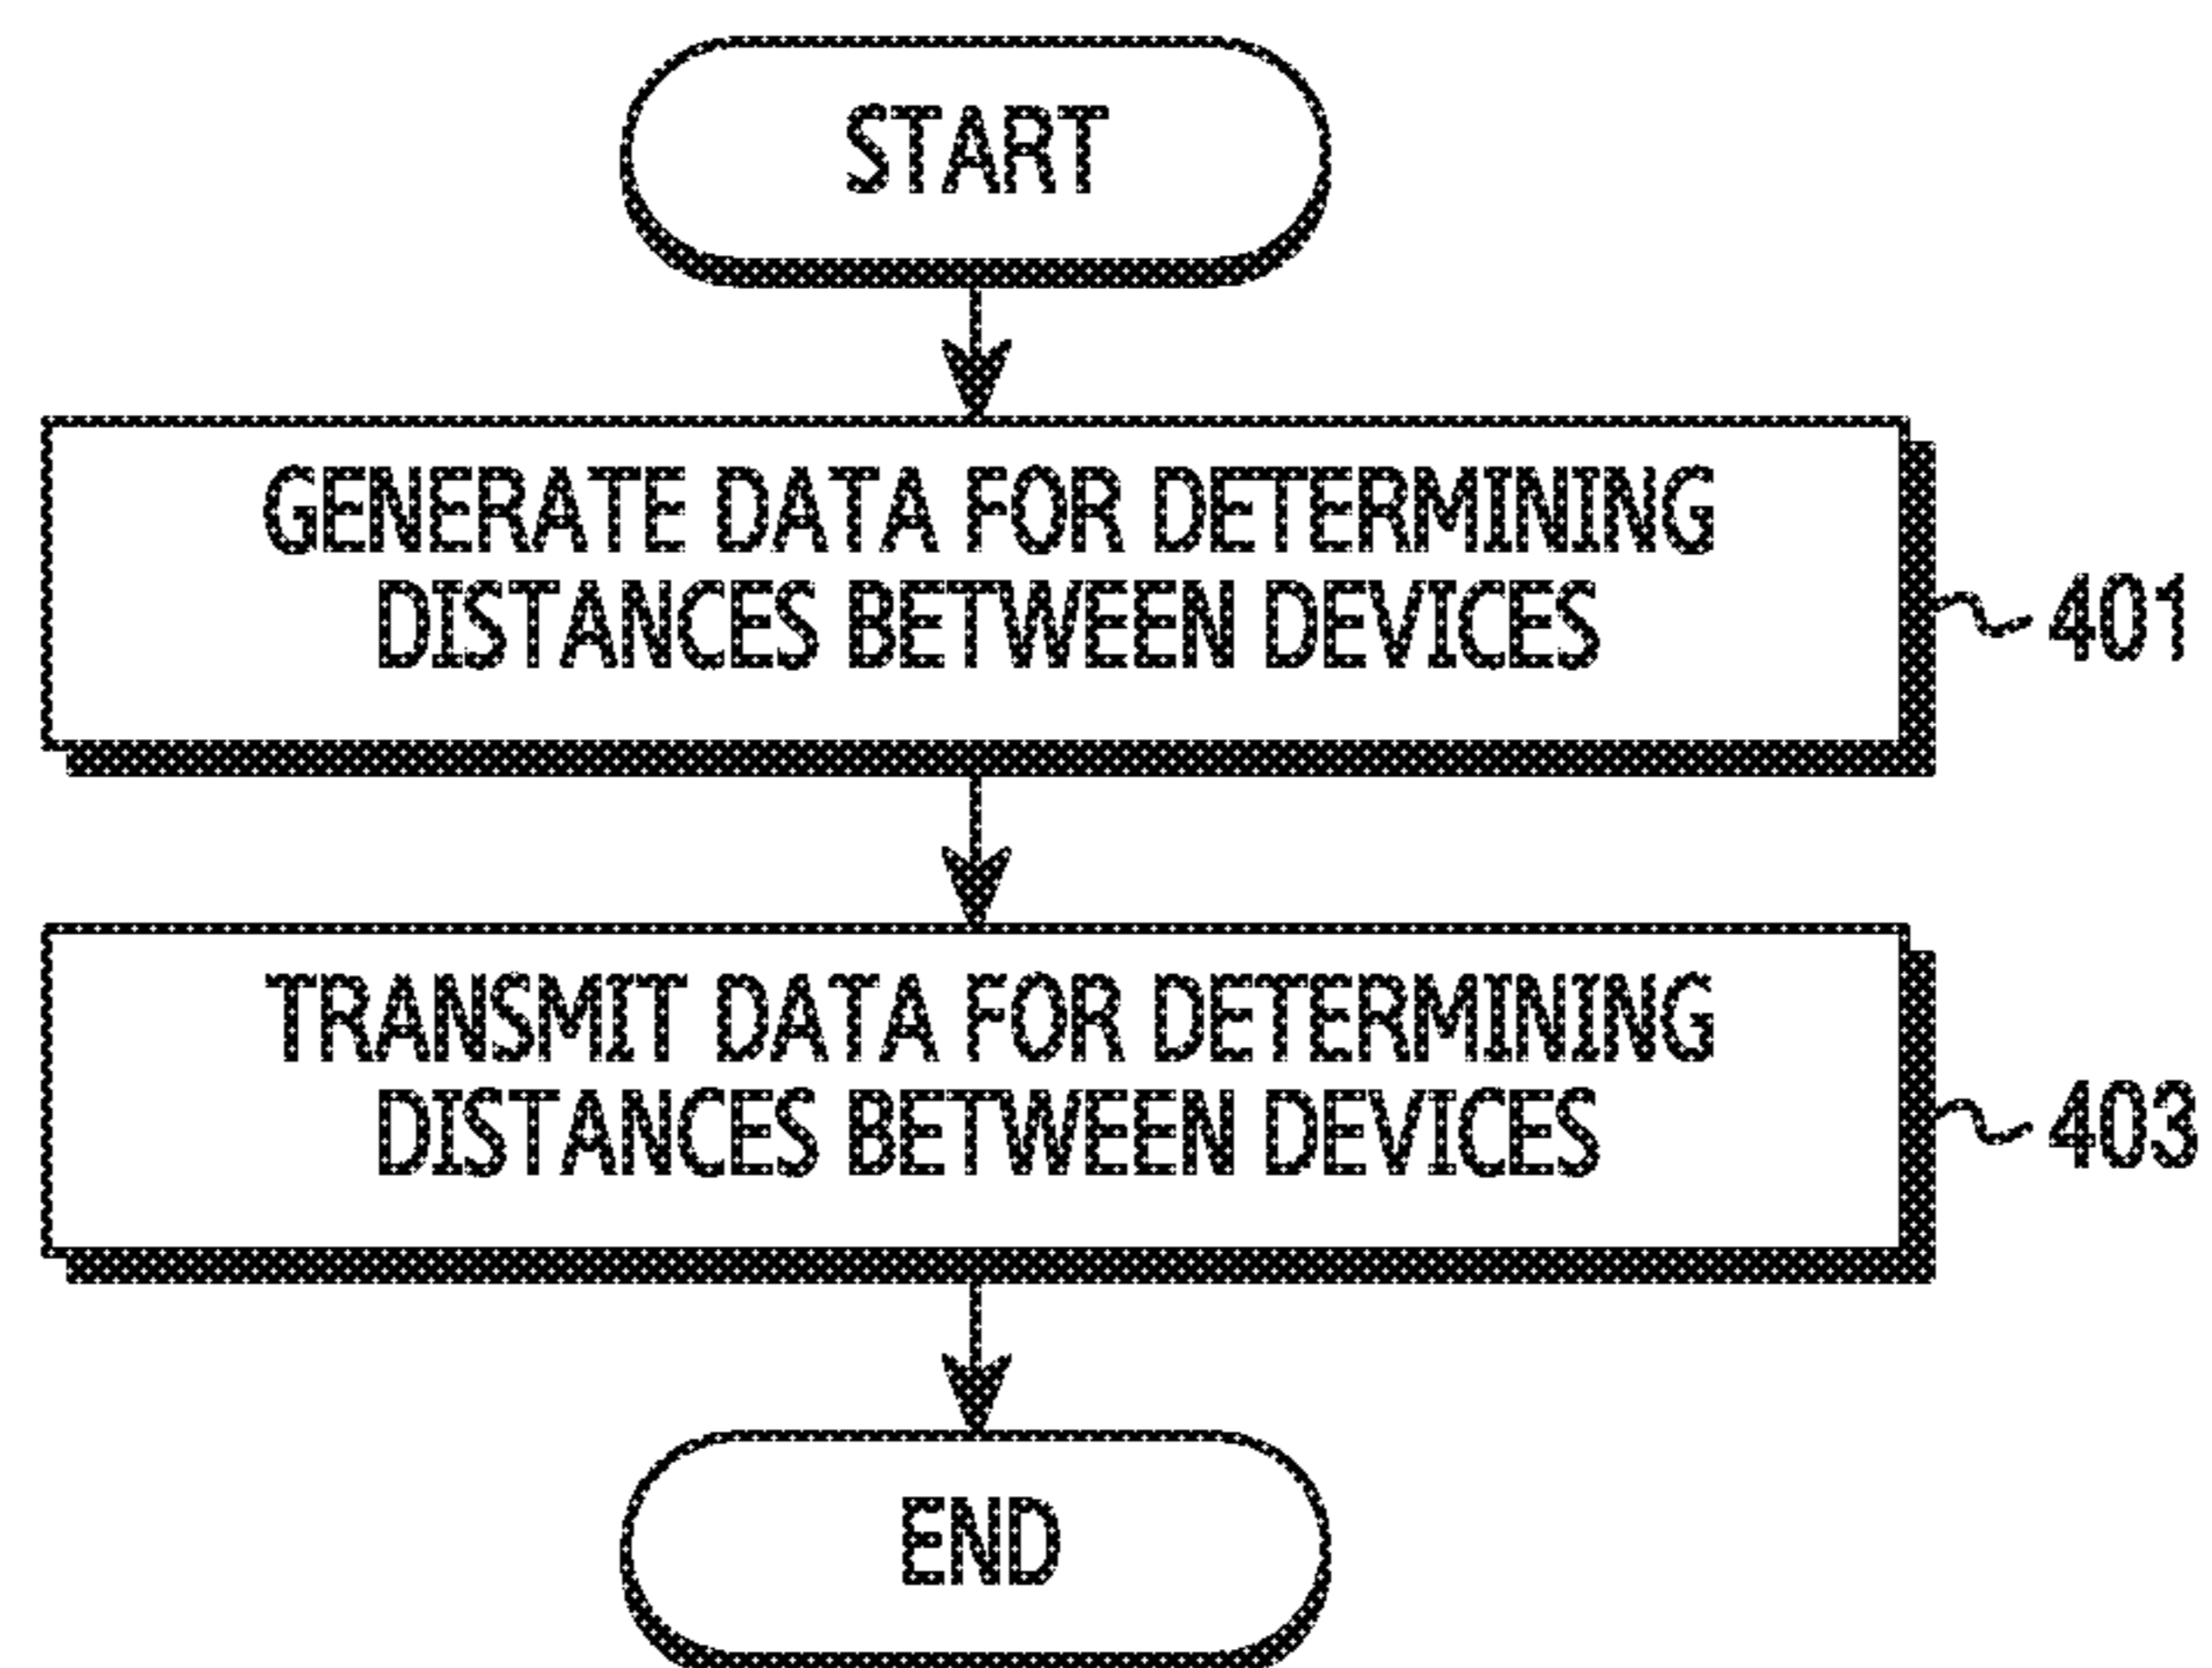 START
GENERATE DATA FOR DETERMINING
DISTANCES BETWEEN DEVICES
401
TRANSMIT DATA FOR DETERMINING
DISTANCES BETWEEN DEVICES
403
END